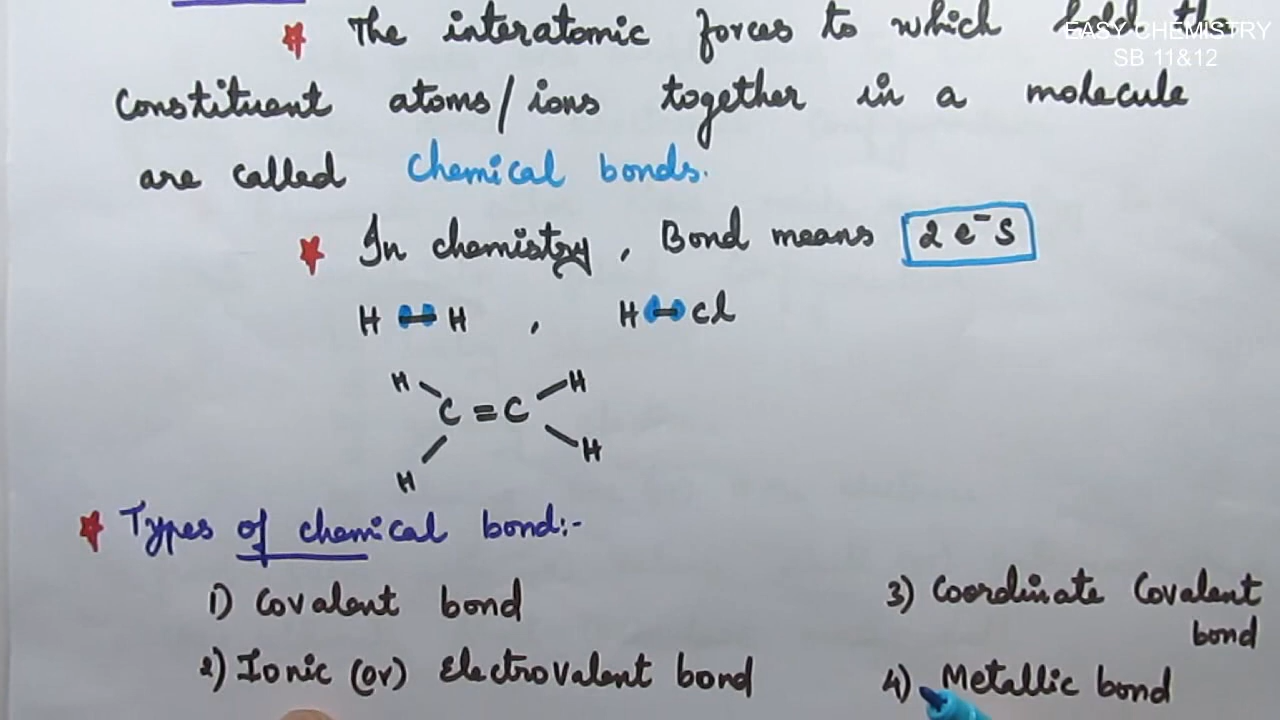 EASY CHEMISTRY
SB 11&12
★ The interatomic forces to which hold the
constituent atoms/ions together in a molecule
are called chemical bonds.
★ In chemistry, Bond means 2 e⁻ s
H — H , H — Cl
H H
C = C
H
H
★ Types of chemical bond:-
1) Covalent bond
2) Ionic (or) Electrovalent bond
3) Coordinate Covalent
bond
4) Metallic bond